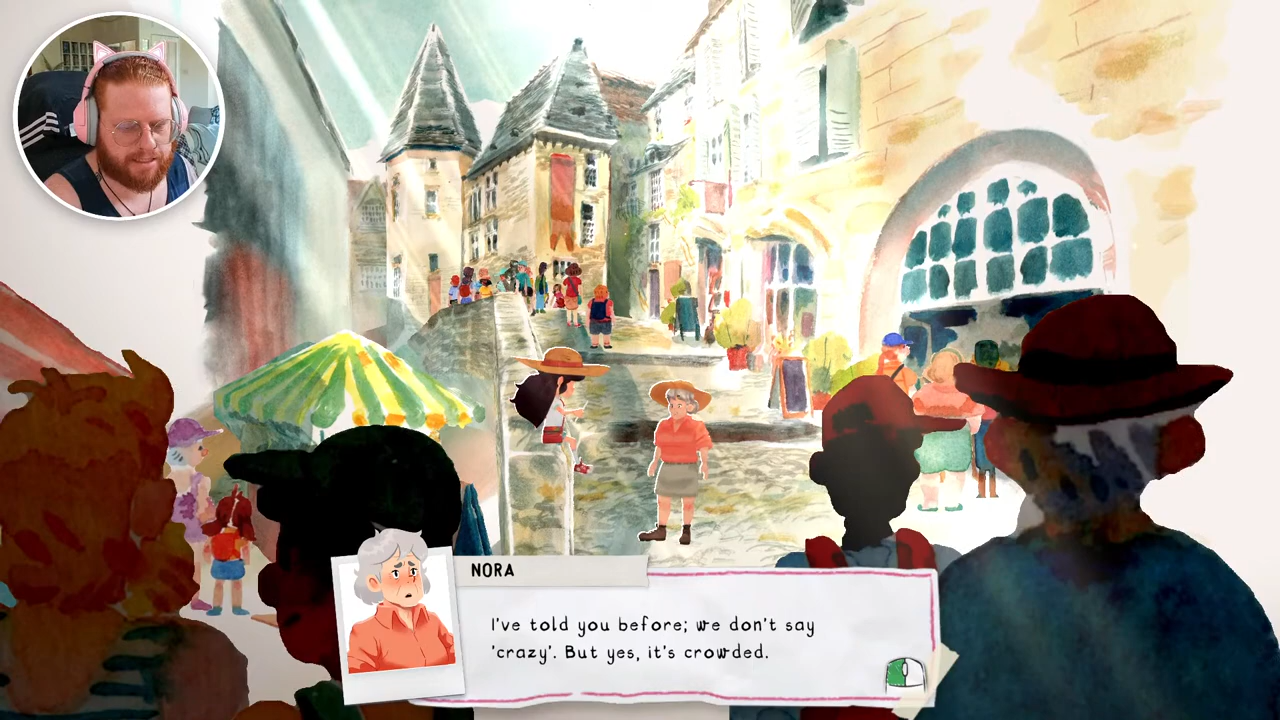 NORA
I've told you before; we don't say
'crazy'. But yes, it's crowded.